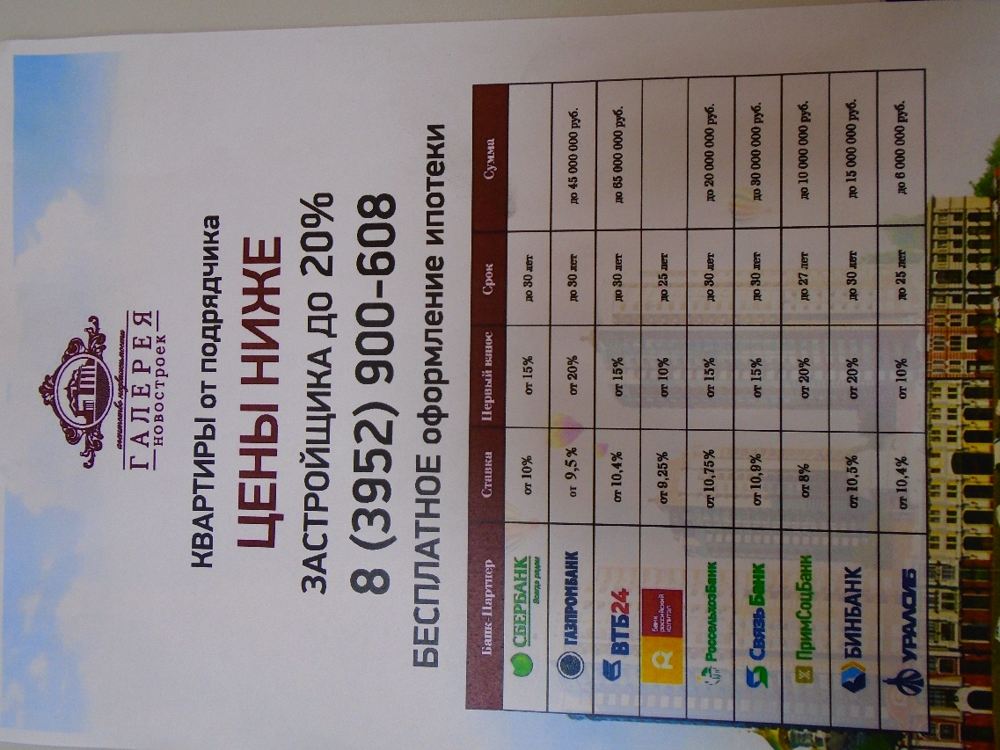 агентство недвижимости
ГАЛЕРЕЯ
НОВОСТРОЕК
КВАРТИРЫ от подрядчика
ЦЕНЫ НИЖЕ
ЗАСТРОЙЩИКА до 20%
8 (3952) 900-608
БЕСПЛАТНОЕ оформление ипотеки
Банк-Партнер Ставка Первый взнос Срок Сумма
СБЕРБАНК Всегда рядом от 10% от 15% до 30 лет
ГАЗПРОМБАНК от 9,5 % от 20% до 30 лет до 45 000 000 руб.
ВТБ24 от 10,4% от 15% до 30 лет до 65 000 000 руб.
банк российский капитал от 9,25% от 10% до 25 лет
РоссельхозБанк от 10,75% от 15% до 30 лет до 20 000 000 руб.
Связь Банк от 10,9% от 15% до 30 лет до 30 000 000 руб.
ПримСоцБанк от 8% от 20% до 27 лет до 10 000 000 руб.
БИНБАНК от 10,5% от 20% до 30 лет до 15 000 000 руб.
УРАЛСИБ от 10,4% от 10% до 25 лет до 6 000 000 руб.